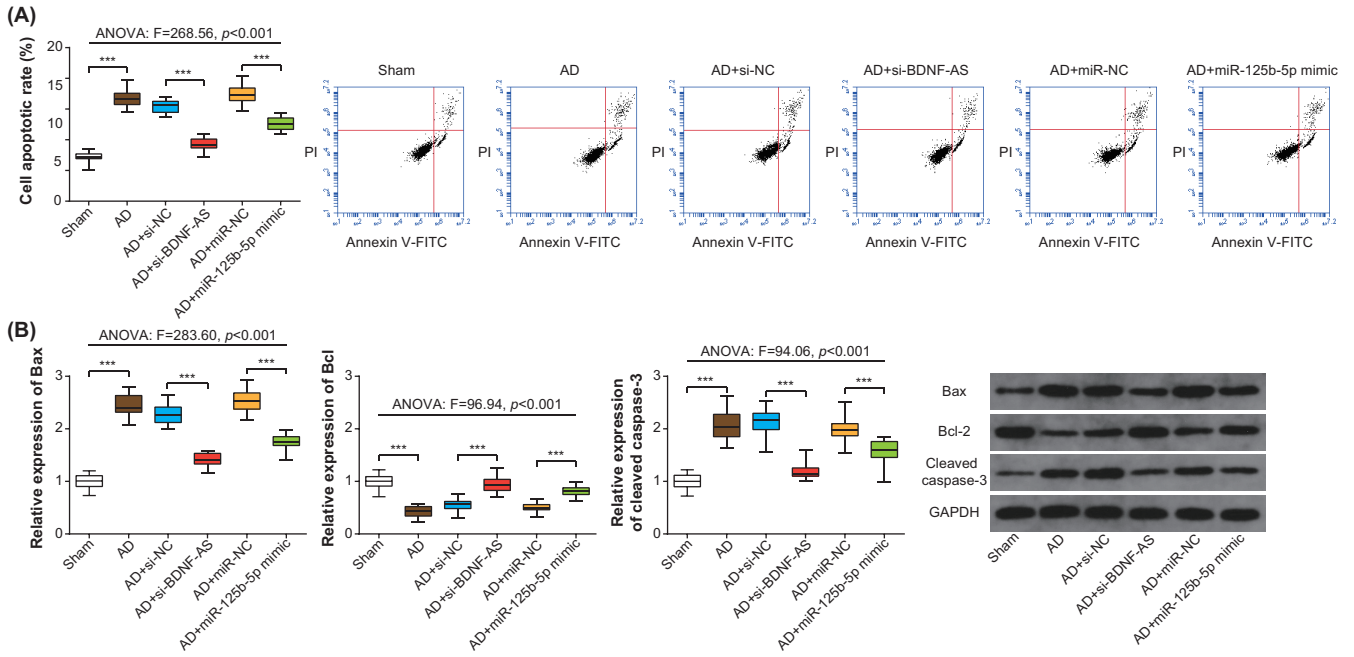 (A)
ANOVA: F=268.56, p<0.001
Cell apoptotic rate (%)
20
15
10
5
0
***
***
***
Sham
AD
AD+si-NC
AD+si-BDNF-AS
AD+miR-NC
AD+miR-125b-5p mimic
Sham
AD
AD+si-NC
AD+si-BDNF-AS
AD+miR-NC
AD+miR-125b-5p mimic
PI
PI
PI
PI
PI
PI
Annexin V-FITC
Annexin V-FITC
Annexin V-FITC
Annexin V-FITC
Annexin V-FITC
Annexin V-FITC
(B)
ANOVA: F=283.60, p<0.001
Relative expression of Bax
3
2
1
0
***
***
***
Sham
AD
AD+si-NC
AD+si-BDNF-AS
AD+miR-NC
AD+miR-125b-5p mimic
ANOVA: F=96.94, p<0.001
Relative expression of Bcl
3
2
1
0
***
***
***
Sham
AD
AD+si-NC
AD+si-BDNF-AS
AD+miR-NC
AD+miR-125b-5p mimic
ANOVA: F=94.06, p<0.001
Relative expression
of cleaved caspase-3
3
2
1
0
***
***
***
Sham
AD
AD+si-NC
AD+si-BDNF-AS
AD+miR-NC
AD+miR-125b-5p mimic
Bax
Bcl-2
Cleaved
caspase-3
GAPDH
Sham
AD
AD+si-NC
AD+si-BDNF-AS
AD+miR-NC
AD+miR-125b-5p mimic